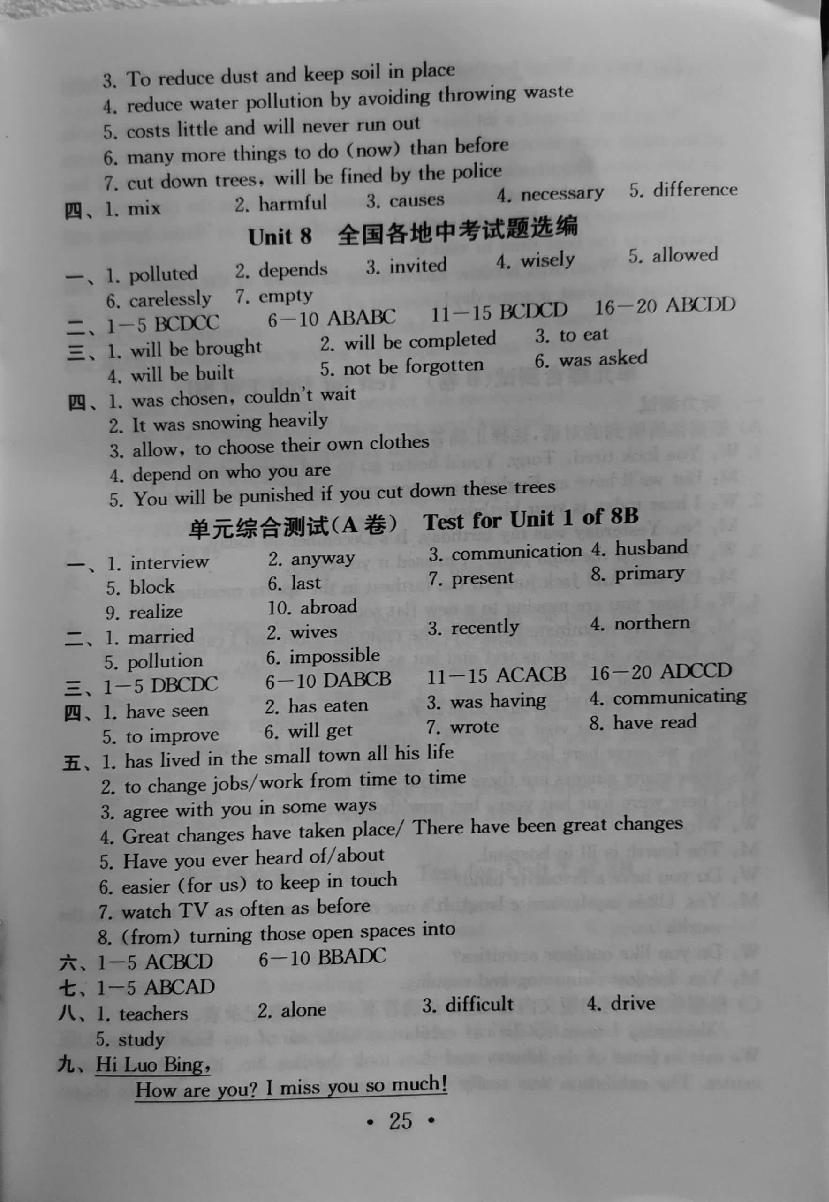 3. To reduce dust and keep soil in place
4. reduce water pollution by avoiding throwing waste
5. costs little and will never run out
6. many more things to do (now) than before
7. cut down trees, will be fined by the police
四、1. mix 2. harmful 3. causes 4. necessary 5. difference
Unit 8 全国各地中考试题选编
一、1. polluted 2. depends 3. invited 4. wisely 5. allowed
6. carelessly 7. empty
二、1—5 BCDCC 6—10 ABABC 11—15 BCDCD 16—20 ABCDD
三、1. will be brought 2. will be completed 3. to eat
4. will be built 5. not be forgotten 6. was asked
四、1. was chosen, couldn't wait
2. It was snowing heavily
3. allow, to choose their own clothes
4. depend on who you are
5. You will be punished if you cut down these trees
单元综合测试(A 卷) Test for Unit 1 of 8B
一、1. interview 2. anyway 3. communication 4. husband
5. block 6. last 7. present 8. primary
9. realize 10. abroad
二、1. married 2. wives 3. recently 4. northern
5. pollution 6. impossible
三、1—5 DBCDC 6—10 DABCB 11—15 ACACB 16—20 ADCCD
四、1. have seen 2. has eaten 3. was having 4. communicating
5. to improve 6. will get 7. wrote 8. have read
五、1. has lived in the small town all his life
2. to change jobs/work from time to time
3. agree with you in some ways
4. Great changes have taken place/ There have been great changes
5. Have you ever heard of/about
6. easier (for us) to keep in touch
7. watch TV as often as before
8. (from) turning those open spaces into
六、1—5 ACBCD 6—10 BBADC
七、1—5 ABCAD
八、1. teachers 2. alone 3. difficult 4. drive
5. study
九、Hi Luo Bing,
How are you? I miss you so much!
• 25 •